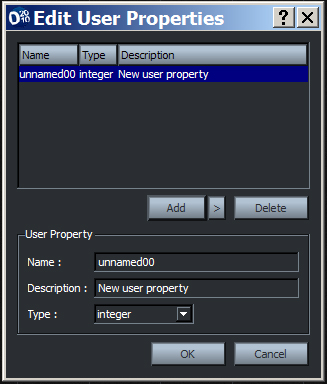 Edit User Properties
Name Type Description
unnamed00 integer New user property
Add > Delete
User Property
Name : unnamed00
Description : New user property
Type : integer
OK Cancel